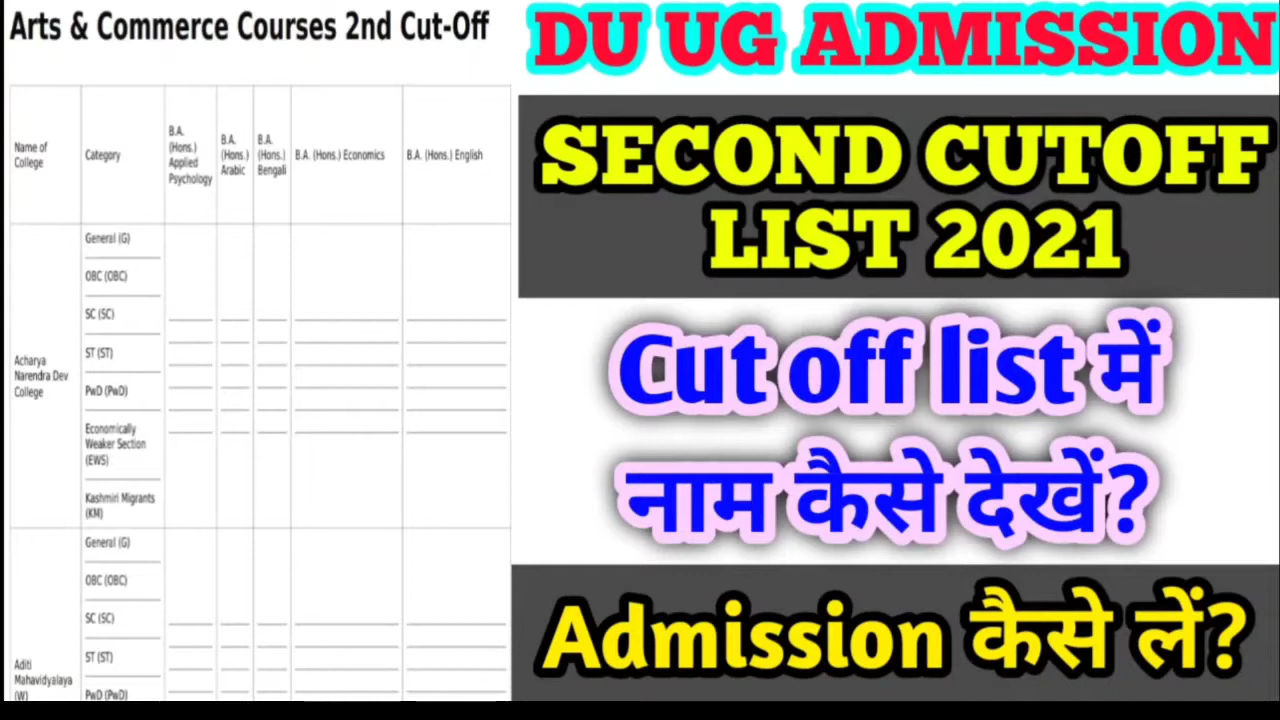 Arts & Commerce Courses 2nd Cut-Off
Name of
College
Category
B.A.
(Hons.)
Applied
Psychology
B.A.
(Hons.)
Arabic
B.A.
(Hons.)
Bengali
B.A. (Hons.) Economics
B.A. (Hons.) English
Acharya
Narendra Dev
College
General (G)
OBC (OBC)
SC (SC)
ST (ST)
PwD (PwD)
Economically
Weaker Section
(EWS)
Kashmiri Migrants
(KM)
Aditi
Mahavidyalaya
(W)
General (G)
OBC (OBC)
SC (SC)
ST (ST)
PwD (PwD)
DU UG ADMISSION
SECOND CUTOFF
LIST 2021
Cut off list में
नाम कैसे देखें?
Admission कैसे लें?